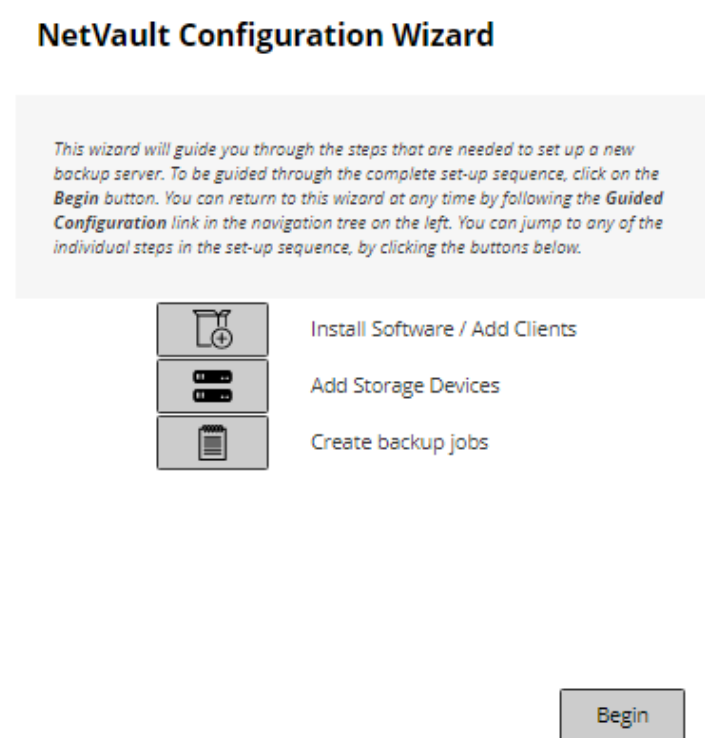 NetVault Configuration Wizard
This wizard will guide you through the steps that are needed to set up a new
backup server. To be guided through the complete set-up sequence, click on the
Begin button. You can return to this wizard at any time by following the Guided
Configuration link in the navigation tree on the left. You can jump to any of the
individual steps in the set-up sequence, by clicking the buttons below.
Install Software / Add Clients
Add Storage Devices
Create backup jobs
Begin